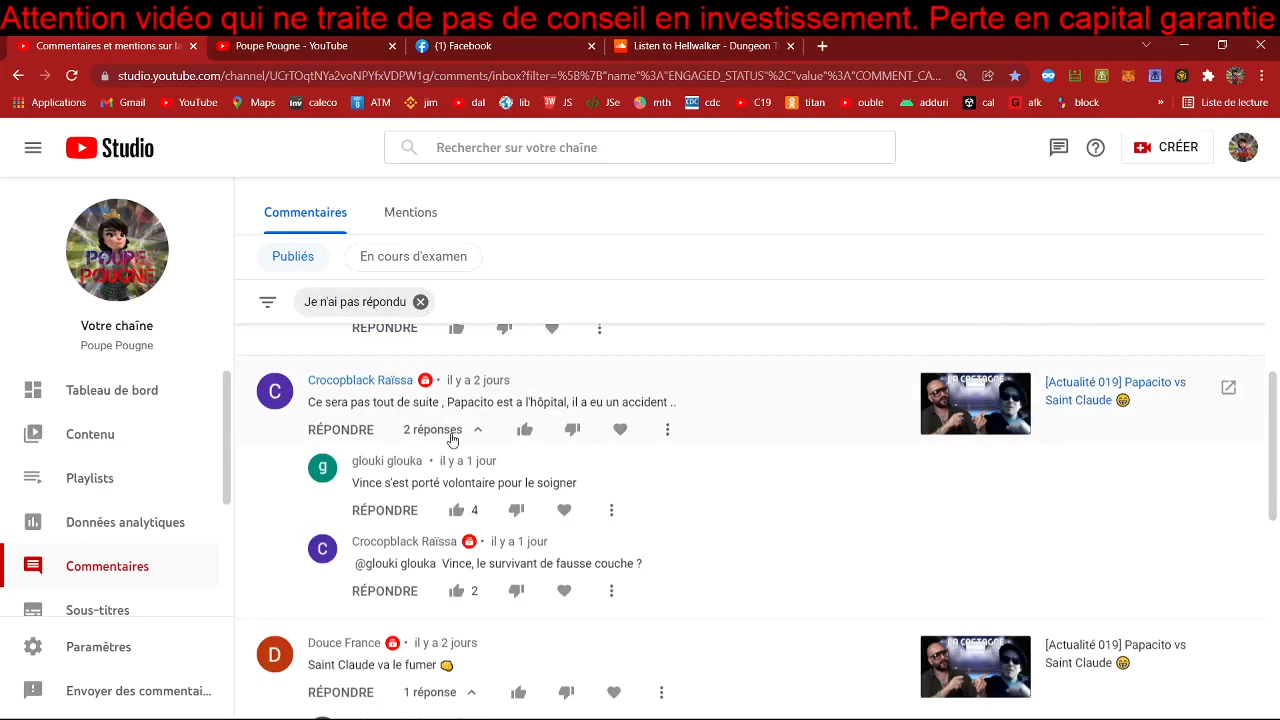 Attention vidéo qui ne traite de pas de conseil en investissement. Perte en capital garantie
Commentaires et mentions sur la
Poupe Pougne - YouTube
(1) Facebook
Listen to Hellwalker - Dungeon T
studio.youtube.com/channel/UCrTOqtNYa2voNPYfxVDPW1g/comments/inbox?filter=%5B%7B"name"%3A"ENGAGED_STATUS"%2C"value"%3A"COMMENT_CA...
Applications Gmail YouTube Maps caleco ATM jim dal lib JS JSe mth cdc C19 titan ouble adduri cal afk block » Liste de lecture
Studio
Rechercher sur votre chaîne
CRÉER
Commentaires Mentions
Publiés En cours d'examen
Je n'ai pas répondu
POUPE
POUGNE
Votre chaîne
Poupe Pougne
Tableau de bord
Contenu
Playlists
Données analytiques
Commentaires
Sous-titres
Paramètres
Envoyer des commentai...
RÉPONDRE
Crocopblack Raïssa • il y a 2 jours
Ce sera pas tout de suite , Papacito est a l'hôpital, il a eu un accident ..
RÉPONDRE 2 réponses
LA CASTAGNE
[Actualité 019] Papacito vs
Saint Claude 😁
glouki glouka • il y a 1 jour
Vince s'est porté volontaire pour le soigner
RÉPONDRE 4
Crocopblack Raïssa • il y a 1 jour
@glouki glouka Vince, le survivant de fausse couche ?
RÉPONDRE 2
Douce France • il y a 2 jours
Saint Claude va le fumer 🤜
RÉPONDRE 1 réponse
LA CASTAGNE
[Actualité 019] Papacito vs
Saint Claude 😁